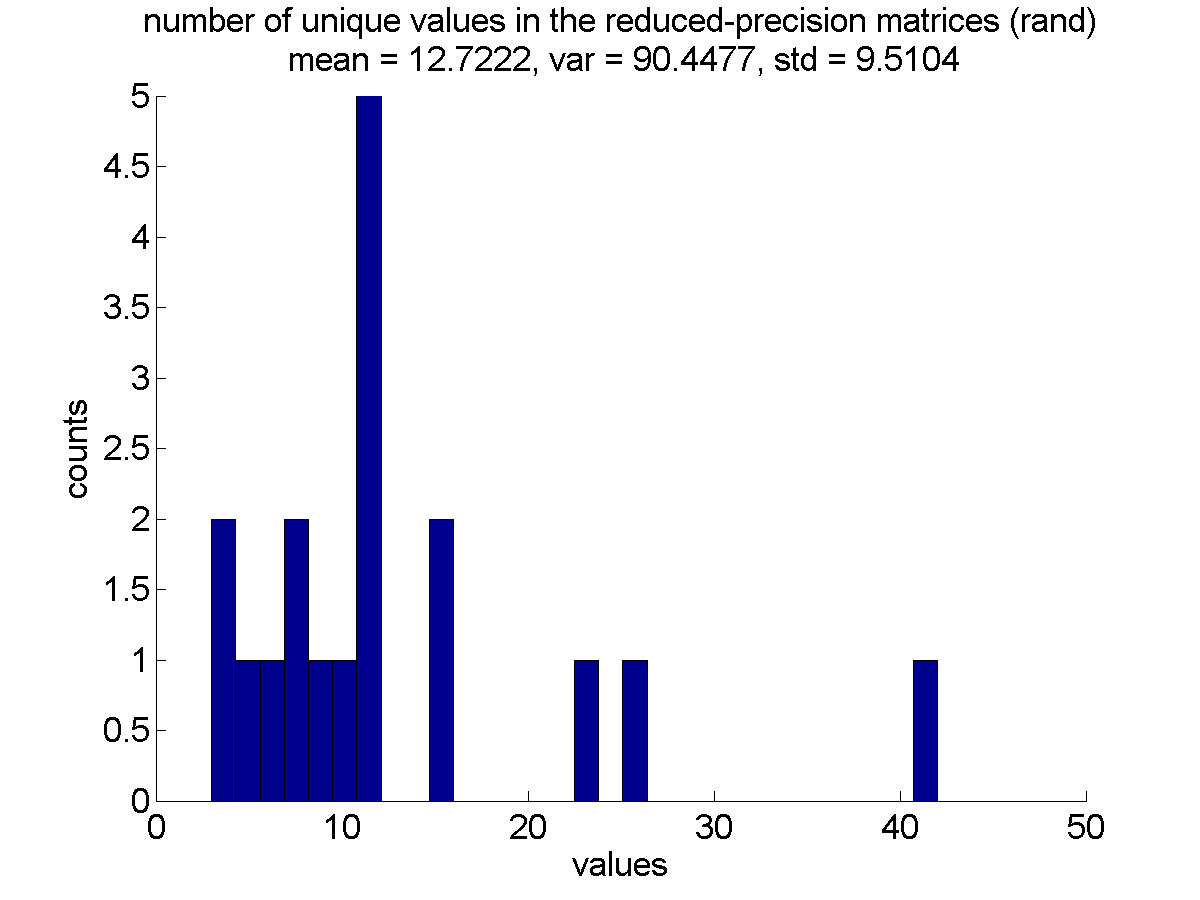 number of unique values in the reduced-precision matrices (rand)
mean = 12.7222, var = 90.4477, std = 9.5104
5
4.5
4
3.5
3
2.5
2
1.5
1
0.5
0
counts
0 10 20 30 40 50
values